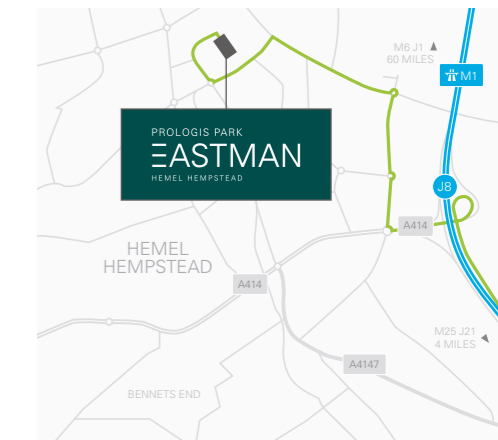 M6 J1
60 MILES
M1
PROLOGIS PARK
EASTMAN
HEMEL HEMPSTEAD
J8
A414
HEMEL
HEMPSTEAD
A414
M25 J21
4 MILES
A4147
BENNETS END